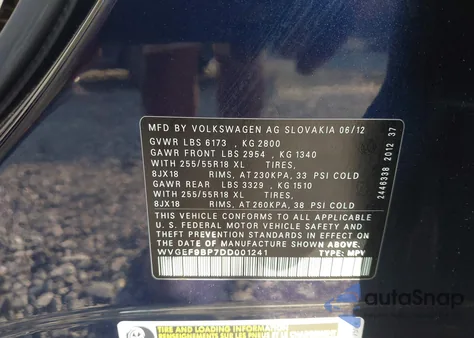 MFD BY VOLKSWAGEN AG SLOVAKIA 06/12
GVWR LBS 6173 , KG 2800
GAWR FRONT LBS 2954 , KG 1340
WITH 255/55R18 XL TIRES,
8JX18 RIMS, AT 230KPA, 33 PSI COLD
GAWR REAR LBS 3329 , KG 1510
WITH 255/55R18 XL TIRES,
8JX18 RIMS, AT 260KPA, 38 PSI COLD
THIS VEHICLE CONFORMS TO ALL APPLICABLE
U. S. FEDERAL MOTOR VEHICLE SAFETY
STANDARDS IN EFFECT ON THE
DATE OF MANUFACTURE SHOWN ABOVE.
WVGEF9BP7DD001241 TYPE: MPV
2446338 2012 37
autoSnap
TIRE AND LOADING INFORMATION